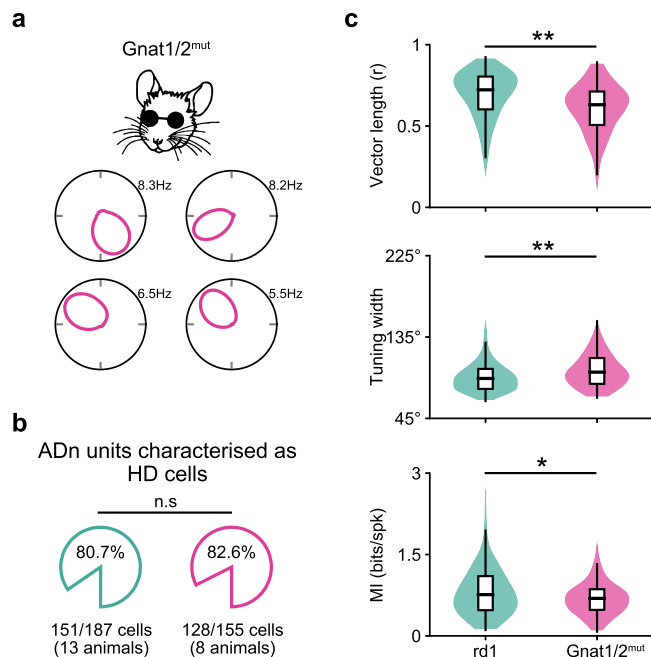 a
Gnat1/2mut
8.3Hz
8.2Hz
6.5Hz
5.5Hz
b
ADn units characterised as
HD cells
n.s
80.7%
82.6%
151/187 cells
(13 animals)
128/155 cells
(8 animals)
c
Vector length (r)
1
0.5
0
**
Tuning width
225°
135°
45°
**
MI (bits/spk)
3
1.5
0
*
rd1
Gnat1/2mut